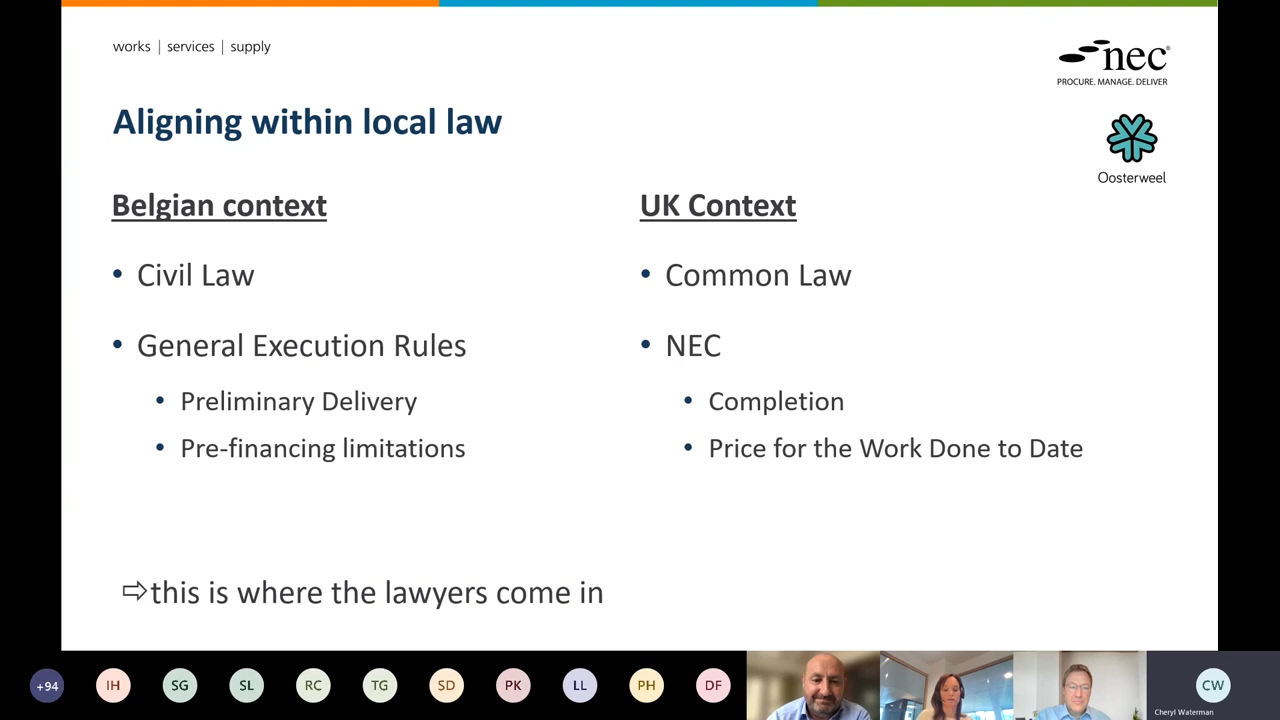 works | services | supply
nec®
PROCURE. MANAGE. DELIVER
Oosterweel
Aligning within local law
Belgian context
• Civil Law
• General Execution Rules
• Preliminary Delivery
• Pre-financing limitations
UK Context
• Common Law
• NEC
• Completion
• Price for the Work Done to Date
⇨this is where the lawyers come in
+94 IH SG SL RC TG SD PK LL PH DF CW
Cheryl Waterman